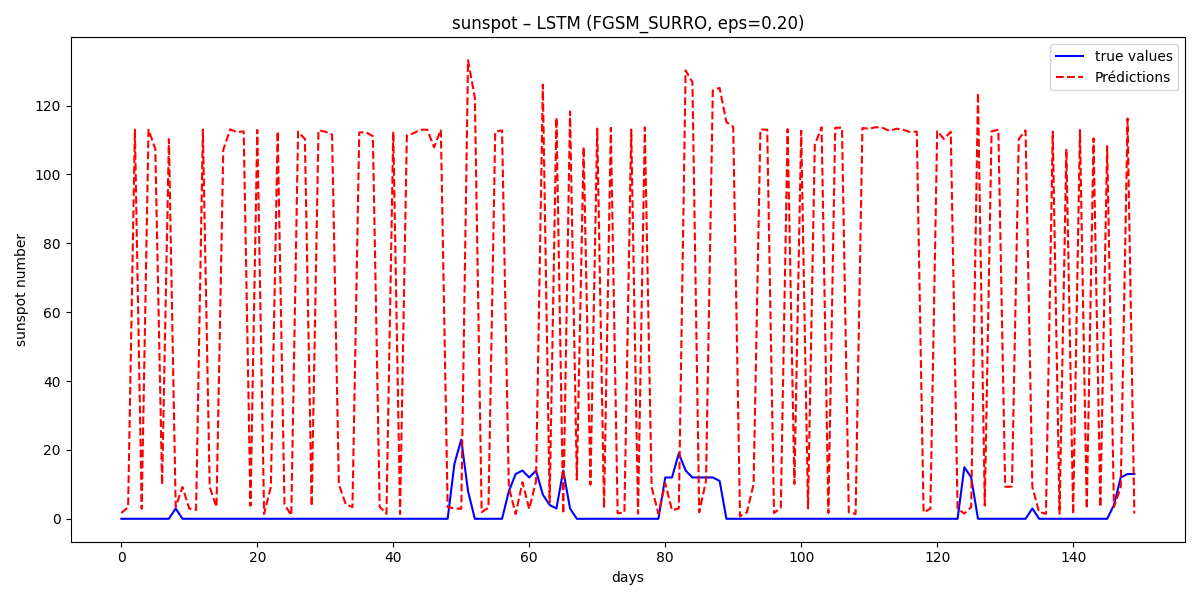 sunspot – LSTM (FGSM_SURRO, eps=0.20)
true values
Prédictions
sunspot number
120
100
80
60
40
20
0
0 20 40 60 80 100 120 140
days